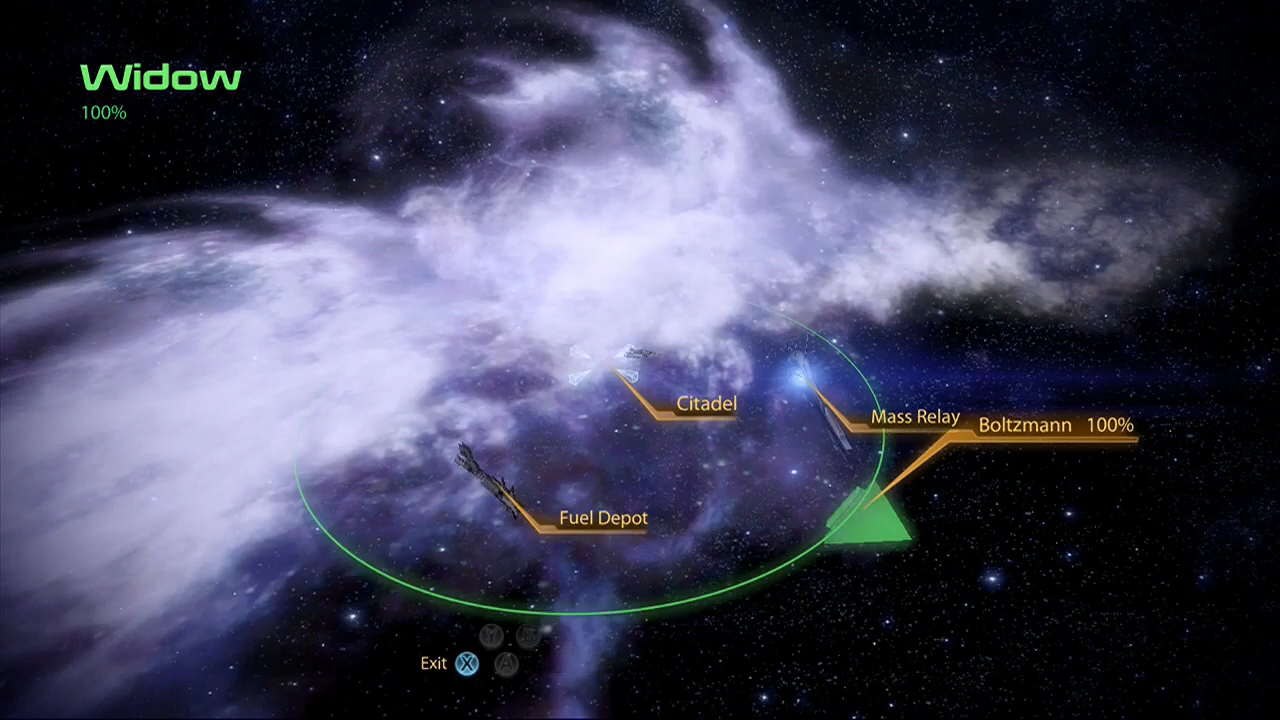 Widow
100%
Citadel
Mass Relay
Boltzmann 100%
Fuel Depot
Y
Exit X A